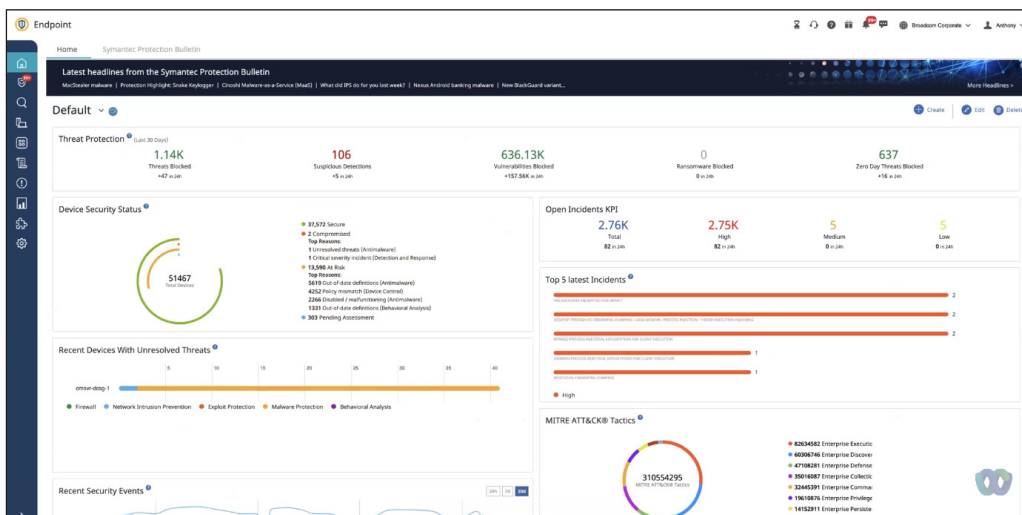 Endpoint
99+
Broadcom Corporate
Anthony
Home
Symantec Protection Bulletin
Latest headlines from the Symantec Protection Bulletin
MacStealer malware | Protection Highlight: Snake Keylogger | Cinoshi Malware-as-a-Service (MaaS) | What did IPS do for you last week? | Nexus Android banking malware | New BlackGuard variant...
More Headlines >
Default
Create
Edit
Delete
Threat Protection (Last 30 Days)
1.14K
Threats Blocked
+47 in 24h
106
Suspicious Detections
+5 in 24h
636.13K
Vulnerabilities Blocked
+157.56K in 24h
0
Ransomware Blocked
0 in 24h
637
Zero Day Threats Blocked
+16 in 24h
Device Security Status
51467
Total Devices
37,572 Secure
2 Compromised
Top Reasons:
1 Unresolved threats (Antimalware)
1 Critical severity incident (Detection and Response)
13,590 At Risk
Top Reasons:
5619 Out-of-date definitions (Antimalware)
4252 Policy mismatch (Device Control)
2266 Disabled / malfunctioning (Antimalware)
1331 Out-of-date definitions (Behavioral Analysis)
303 Pending Assessment
Open Incidents KPI
2.76K
Total
82 in 24h
2.75K
High
82 in 24h
5
Medium
0 in 24h
5
Low
0 in 24h
Top 5 latest Incidents
2
2
2
1
1
High
Recent Devices With Unresolved Threats
5 10 15 20 25 30 35 40
Firewall
Network Intrusion Prevention
Exploit Protection
Malware Protection
Behavioral Analysis
MITRE ATT&CK® Tactics
310554295
MITRE ATT&CK® Tactics
82634582 Enterprise Executic
60306746 Enterprise Discove
47108281 Enterprise Defense
35016087 Enterprise Collectic
32445391 Enterprise Comma
19610876 Enterprise Privileg
14152911 Enterprise Persiste
Recent Security Events
24h 7d 30d